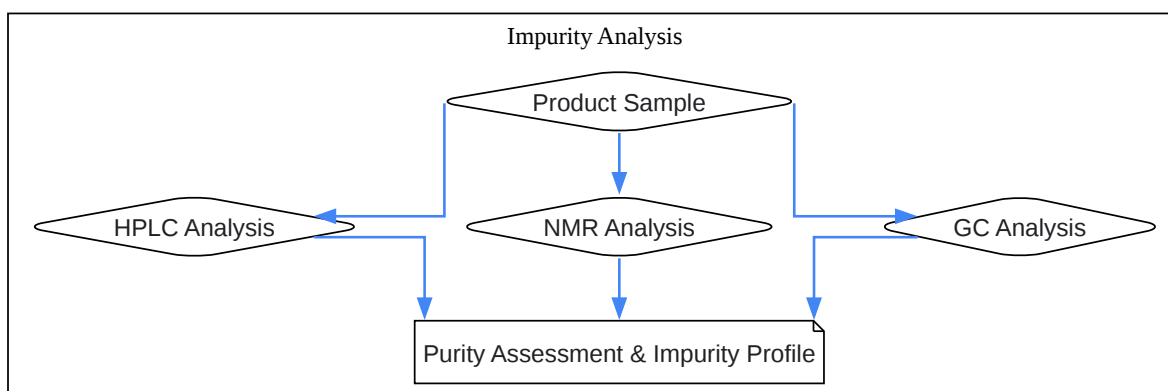 Impurity Analysis
Product Sample
HPLC Analysis
NMR Analysis
GC Analysis
Purity Assessment & Impurity Profile